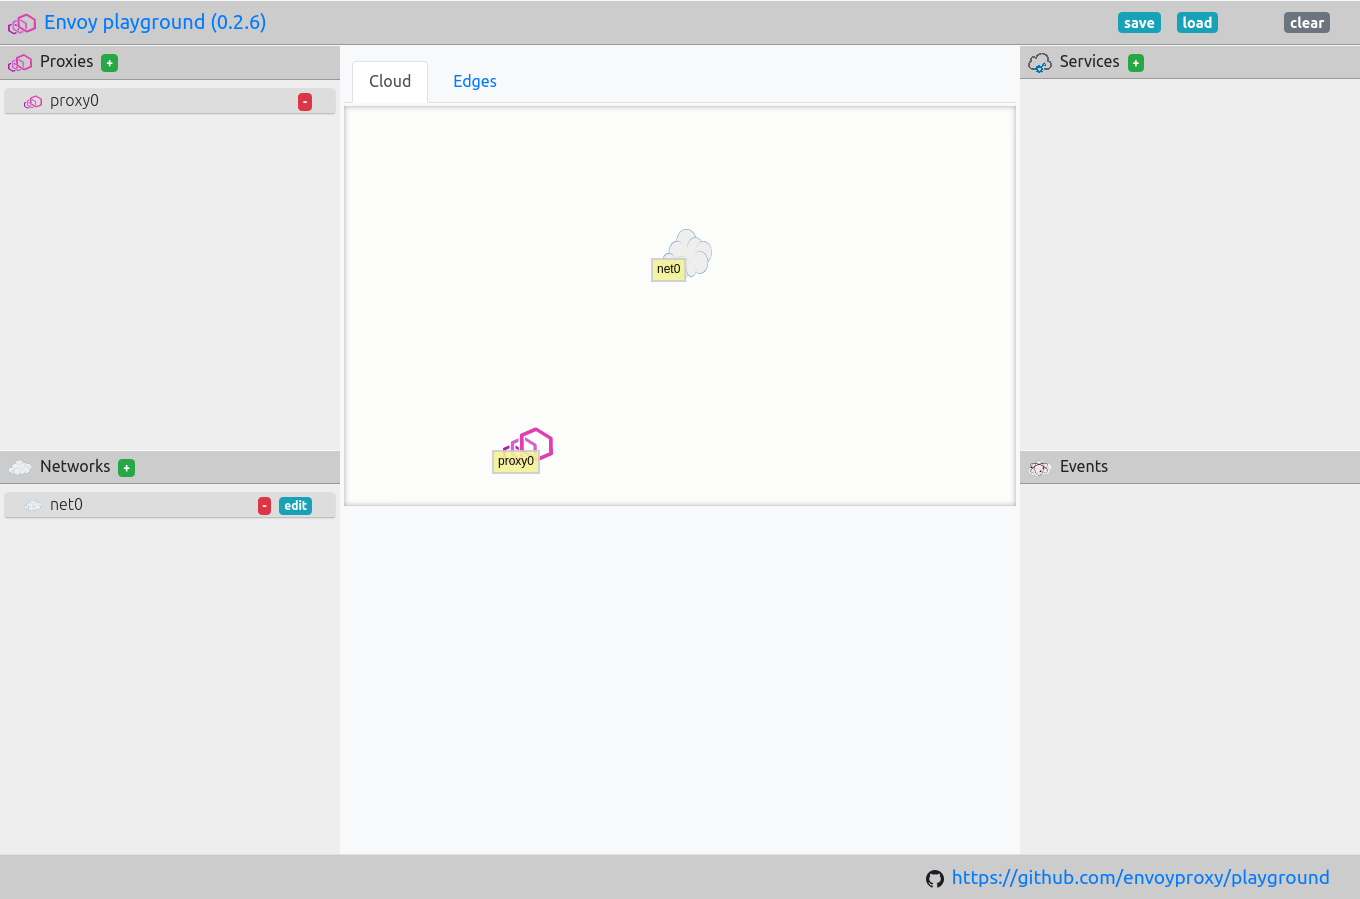 Envoy playground (0.2.6)
save
load
clear
Proxies +
proxy0 -
Cloud
Edges
net0
proxy0
Services +
Networks +
net0 - edit
Events
https://github.com/envoyproxy/playground